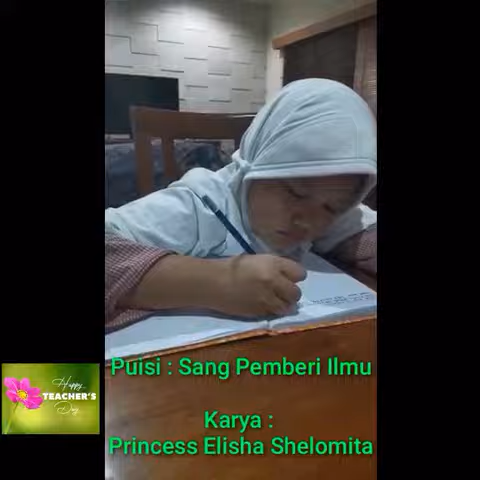 Puisi : Sang Pemberi Ilmu
Karya :
Princess Elisha Shelomita
Happy
TEACHER'S
Day